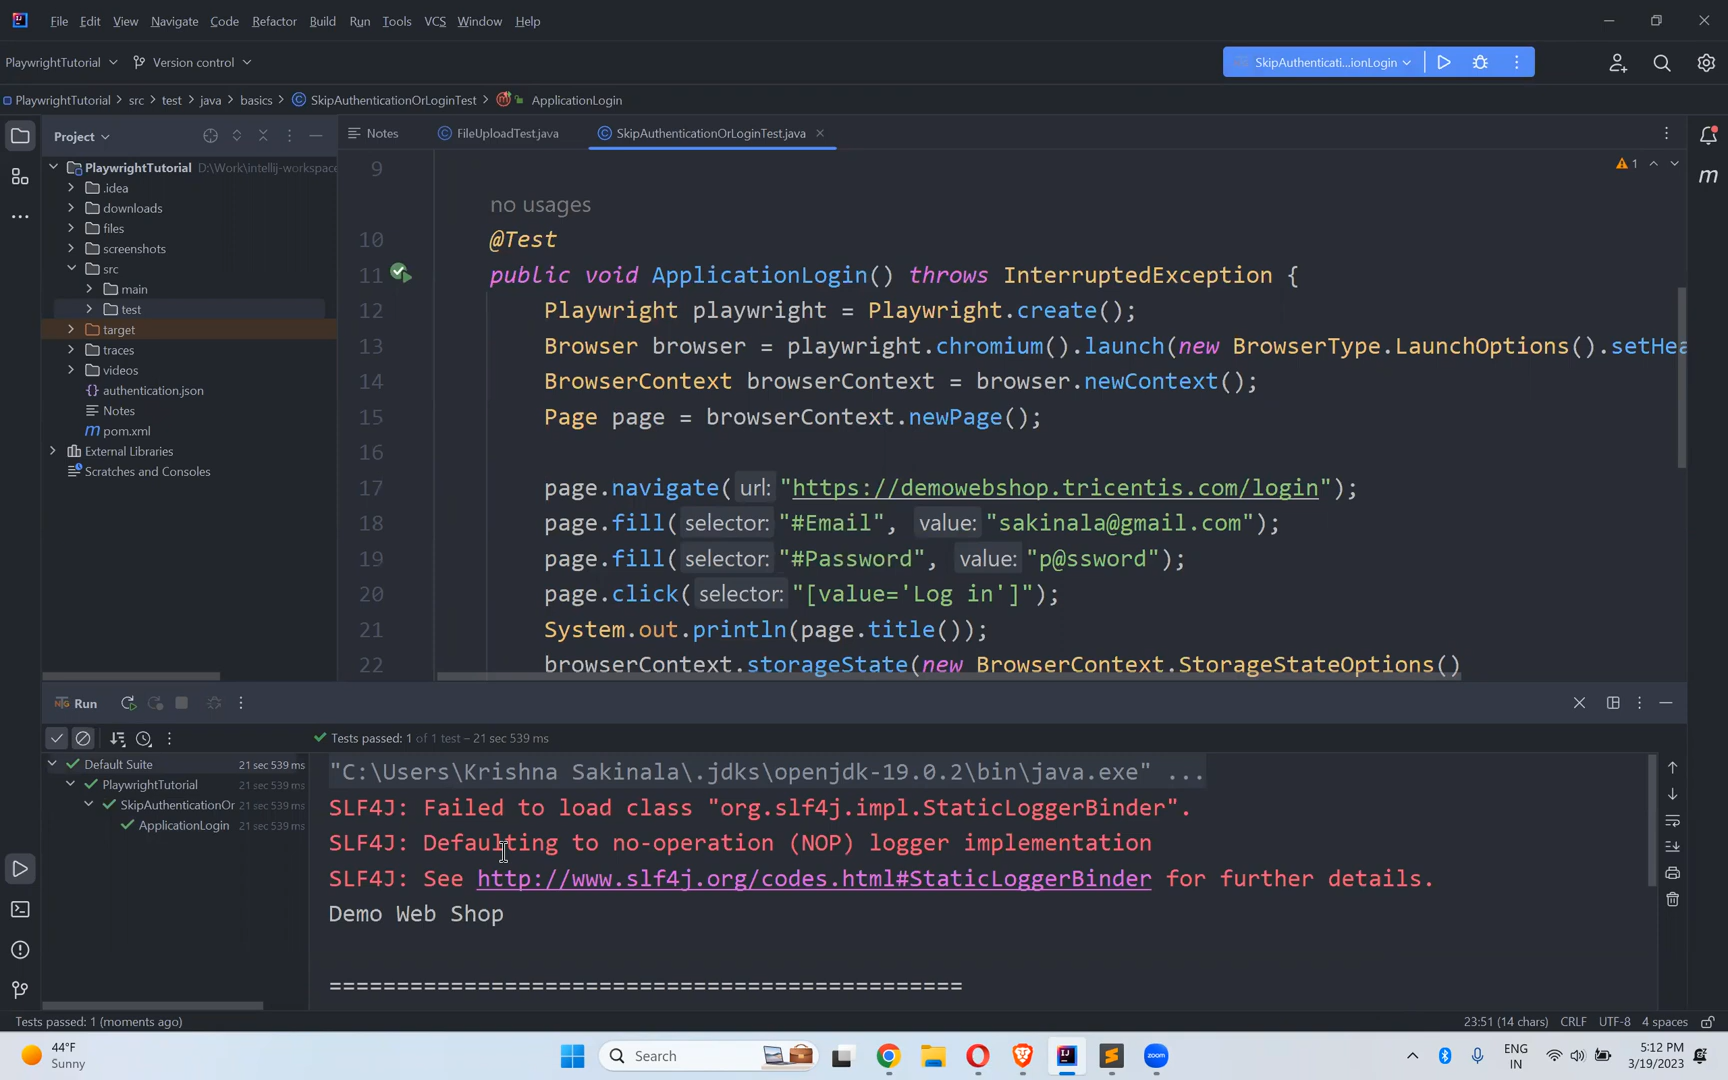 File Edit View Navigate Code Refactor Build Run Tools VCS Window Help
PlaywrightTutorial Version control SkipAuthenticati...ionLogin
PlaywrightTutorial > src > test > java > basics > SkipAuthenticationOrLoginTest > ApplicationLogin
Project
Notes FileUploadTest.java SkipAuthenticationOrLoginTest.java
PlaywrightTutorial D:\Work\intellij-workspace
.idea
downloads
files
screenshots
src
main
test
target
traces
videos
authentication.json
Notes
pom.xml
External Libraries
Scratches and Consoles
1
9
no usages
10 @Test
11 public void ApplicationLogin() throws InterruptedException {
12 Playwright playwright = Playwright.create();
13 Browser browser = playwright.chromium().launch(new BrowserType.LaunchOptions().setHea
14 BrowserContext browserContext = browser.newContext();
15 Page page = browserContext.newPage();
16
17 page.navigate( url: "https://demowebshop.tricentis.com/login");
18 page.fill( selector: "#Email", value: "sakinala@gmail.com");
19 page.fill( selector: "#Password", value: "p@ssword");
20 page.click( selector: "[value='Log in']");
21 System.out.println(page.title());
22 browserContext.storageState(new BrowserContext.StorageStateOptions()
Run
Tests passed: 1 of 1 test – 21 sec 539 ms
Default Suite 21 sec 539 ms
PlaywrightTutorial 21 sec 539 ms
SkipAuthenticationOr 21 sec 539 ms
ApplicationLogin 21 sec 539 ms
"C:\Users\Krishna Sakinala\.jdks\openjdk-19.0.2\bin\java.exe" ...
SLF4J: Failed to load class "org.slf4j.impl.StaticLoggerBinder".
SLF4J: Defaulting to no-operation (NOP) logger implementation
SLF4J: See http://www.slf4j.org/codes.html#StaticLoggerBinder for further details.
Demo Web Shop
===============================================
Tests passed: 1 (moments ago) 23:51 (14 chars) CRLF UTF-8 4 spaces
44°F
Sunny
Search
zoom
ENG
IN
5:12 PM
3/19/2023